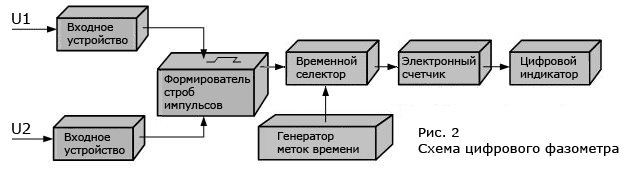 U1
Входное
устройство
Формирователь
строб
импульсов
Временной
селектор
Электронный
счетчик
Цифровой
индикатор
U2
Входное
устройство
Генератор
меток времени
Рис. 2
Схема цифрового фазометра